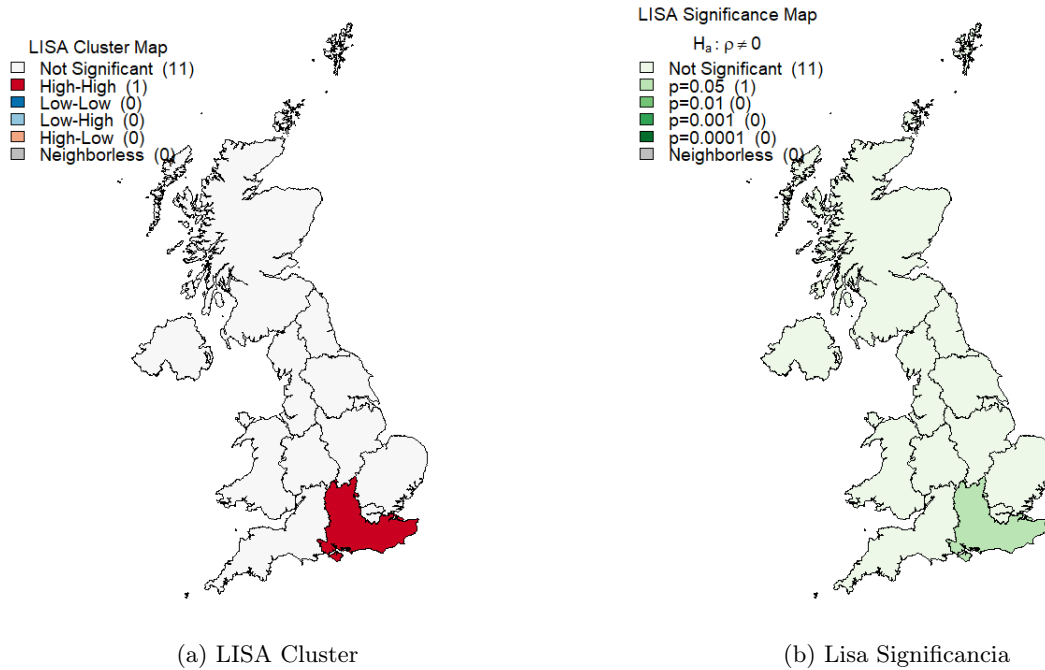 LISA Cluster Map
Not Significant (11)
High-High (1)
Low-Low (0)
Low-High (0)
High-Low (0)
Neighborless (0)
LISA Significance Map
Hₐ : ρ ≠ 0
Not Significant (11)
p=0.05 (1)
p=0.01 (0)
p=0.001 (0)
p=0.0001 (0)
Neighborless (0)
(a) LISA Cluster
(b) Lisa Significancia